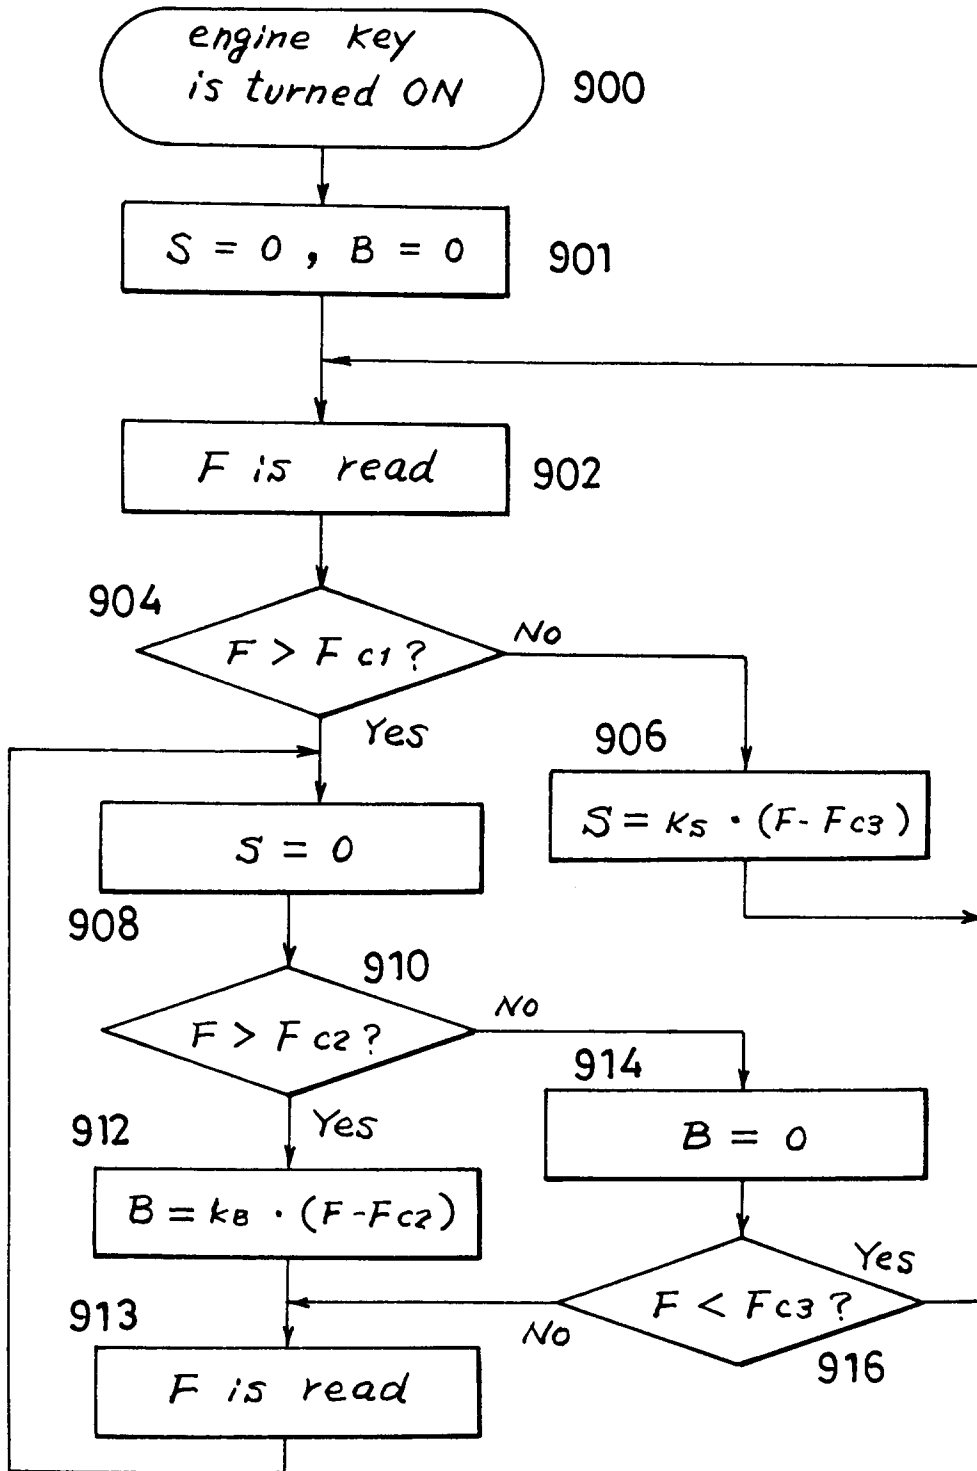 engine key
is turned ON
900
S = 0 , B = 0
901
F is read
902
904
F > Fc1 ?
No
Yes
906
S = ks · (F - Fc3)
S = 0
908
910
F > Fc2 ?
No
914
B = 0
Yes
912
B = kB · (F - Fc2)
Yes
F < Fc3 ?
No
916
913
F is read